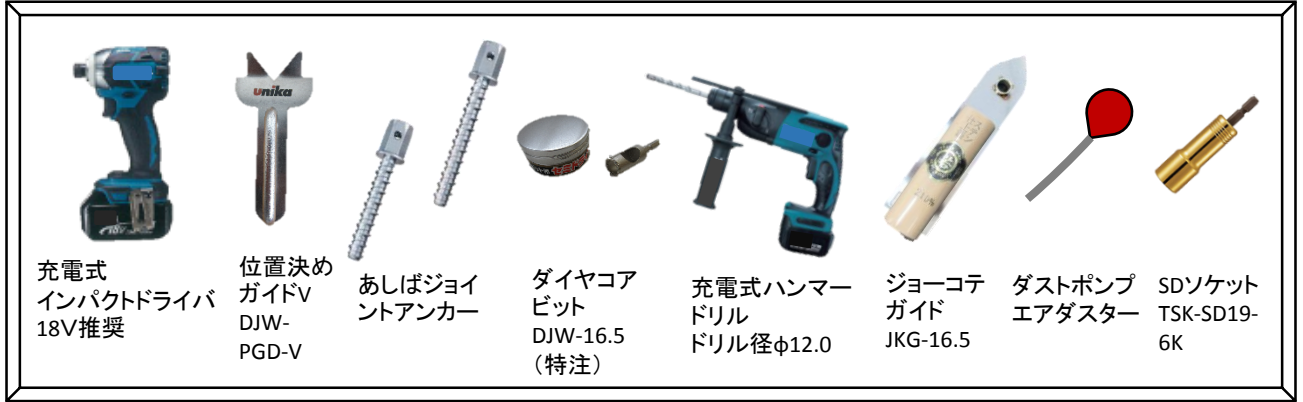 unika
充電式
インパクトドライバ
18V推奨
位置決め
ガイドV
DJW-
PGD-V
あしばジョイ
ントアンカー
ダイヤコア
ビット
DJW-16.5
（特注）
充電式ハンマー
ドリル
ドリル径φ12.0
ジョーコテ
ガイド
JKG-16.5
ダストポンプ
エアダスター
SDソケット
TSK-SD19-
6K